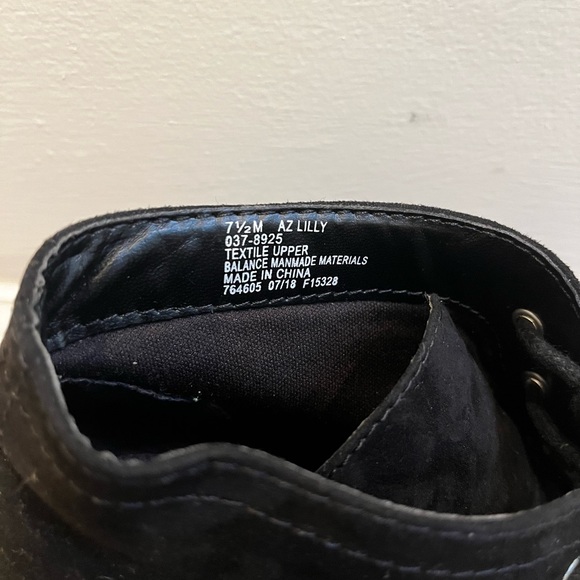 7½M AZ LILLY
037-8925
TEXTILE UPPER
BALANCE MANMADE MATERIALS
MADE IN CHINA
764605 07/18 F15328